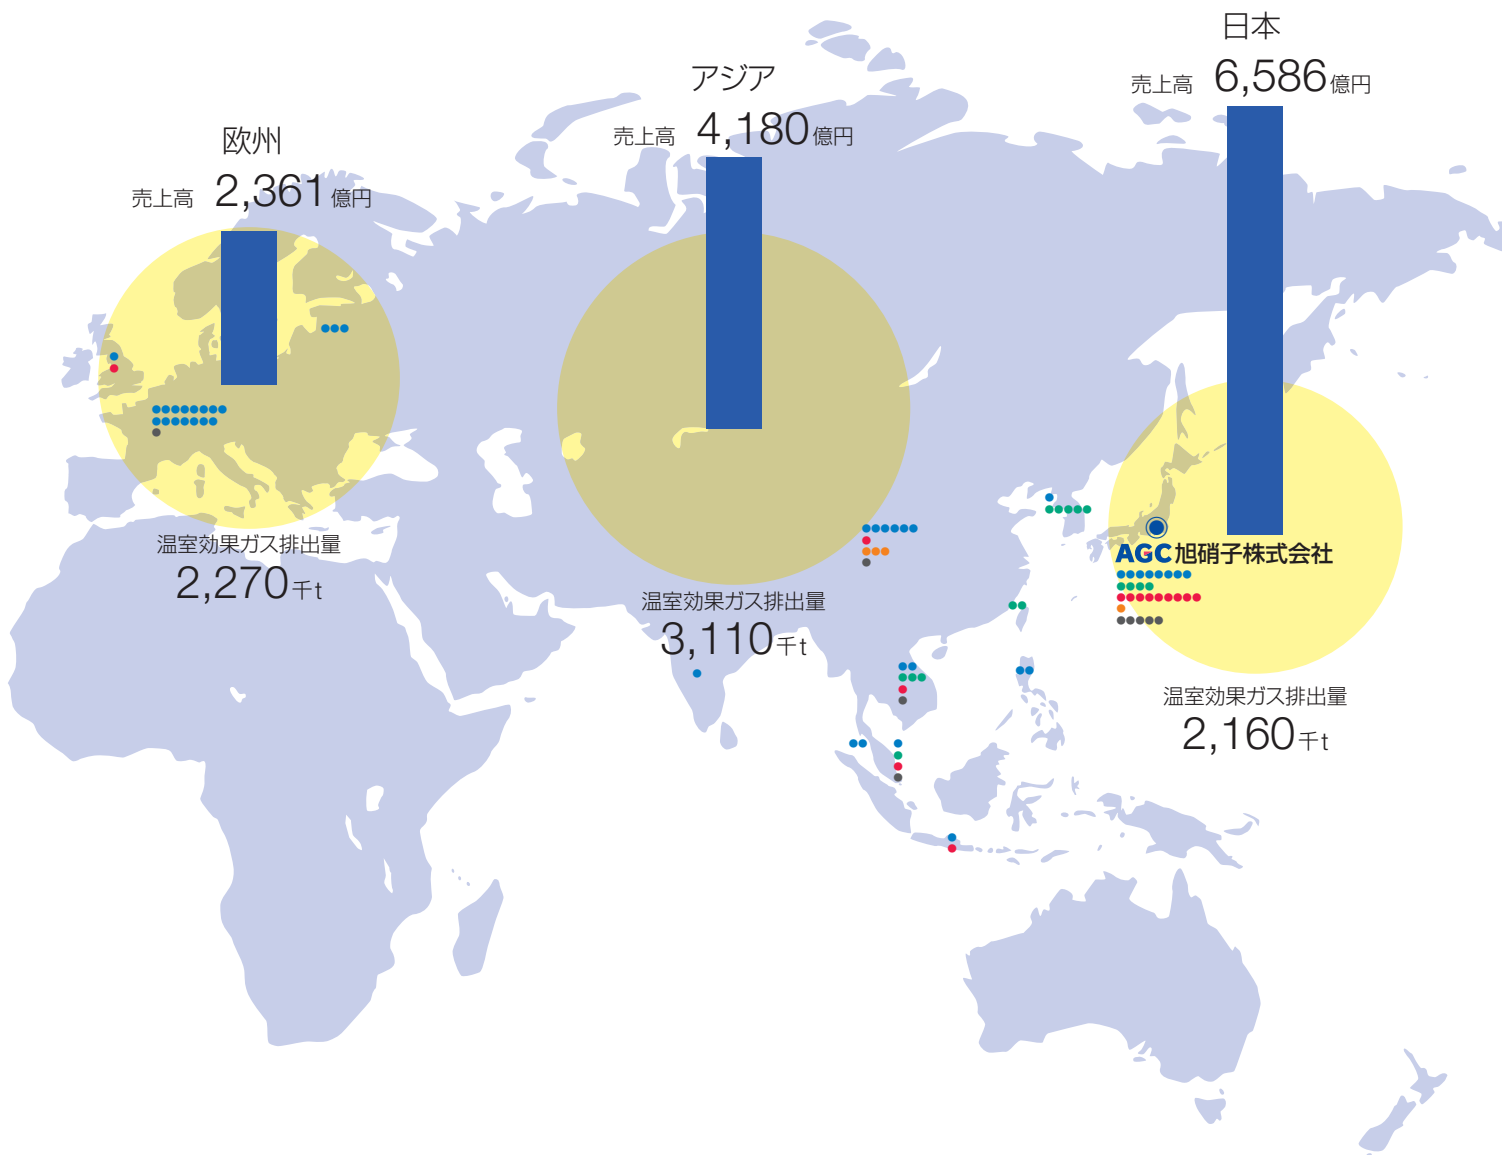 欧州
売上高 2,361億円
温室効果ガス排出量
2,270千t
アジア
売上高 4,180億円
温室効果ガス排出量
3,110千t
日本
売上高 6,586億円
AGC旭硝子株式会社
温室効果ガス排出量
2,160千t